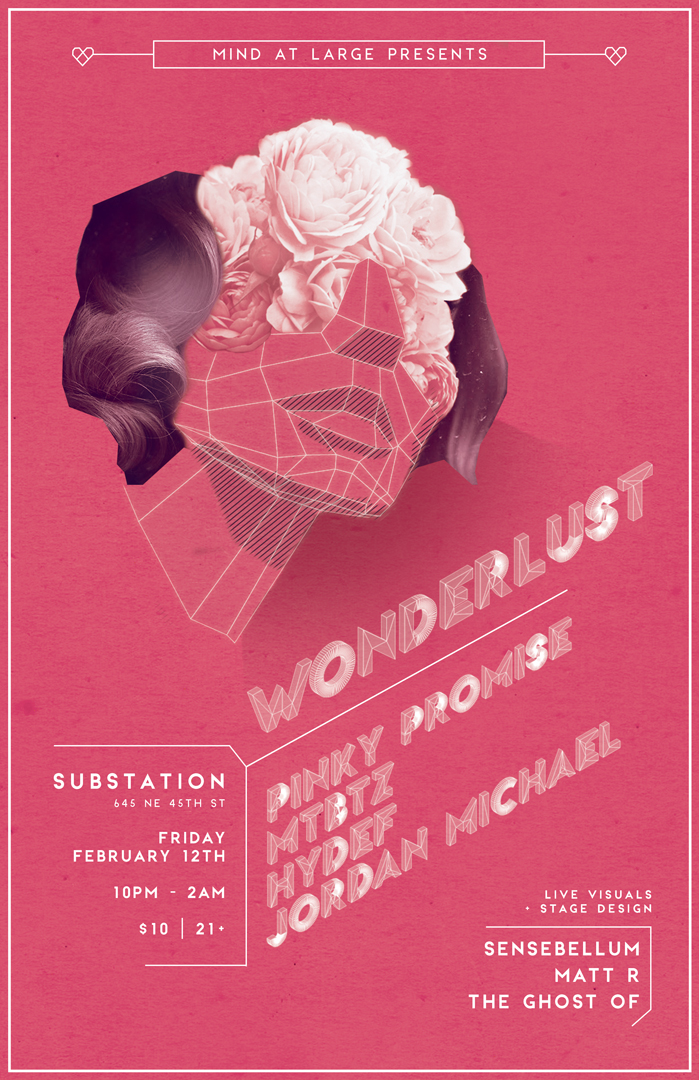 MIND AT LARGE PRESENTS
WONDERLUST
PINKY PROMISE
MTBTZ
HYDEF
JORDAN MICHAEL
SUBSTATION
645 NE 45TH ST
FRIDAY
FEBRUARY 12TH
10PM - 2AM
$10 | 21+
LIVE VISUALS
+ STAGE DESIGN
SENSEBELLUM
MATT R
THE GHOST OF